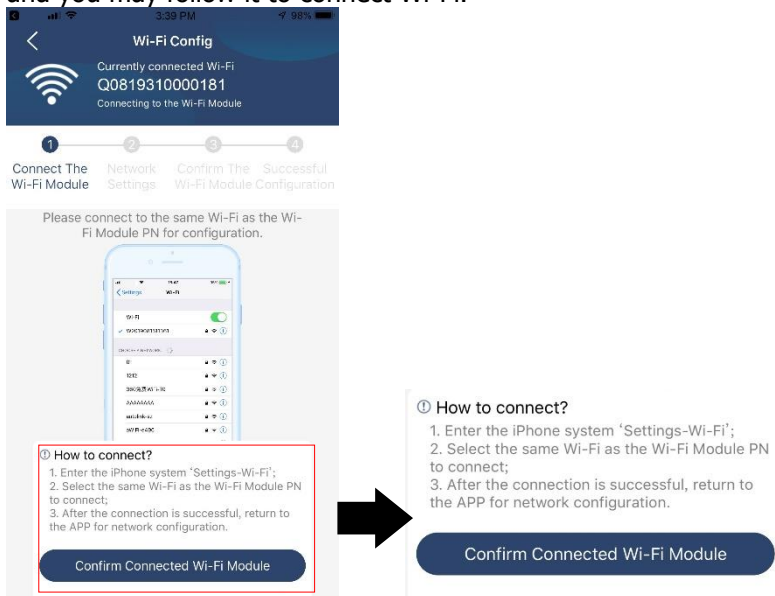 and you may follow it to connect Wi-Fi.
3:39 PM
98%
Wi-Fi Config
Currently connected Wi-Fi
Q0819310000181
Connecting to the Wi-Fi Module
1
2
3
4
Connect The
Wi-Fi Module
Network
Settings
Confirm The
Wi-Fi Module
Successful
Configuration
Please connect to the same Wi-Fi as the Wi-
Fi Module PN for configuration.
Settings
Wi-Fi
Wi-Fi
1212
AAAAAAAA
How to connect?
1. Enter the iPhone system ‘Settings-Wi-Fi’;
2. Select the same Wi-Fi as the Wi-Fi Module PN
to connect;
3. After the connection is successful, return to
the APP for network configuration.
Confirm Connected Wi-Fi Module
How to connect?
1. Enter the iPhone system ‘Settings-Wi-Fi’;
2. Select the same Wi-Fi as the Wi-Fi Module PN
to connect;
3. After the connection is successful, return to
the APP for network configuration.
Confirm Connected Wi-Fi Module